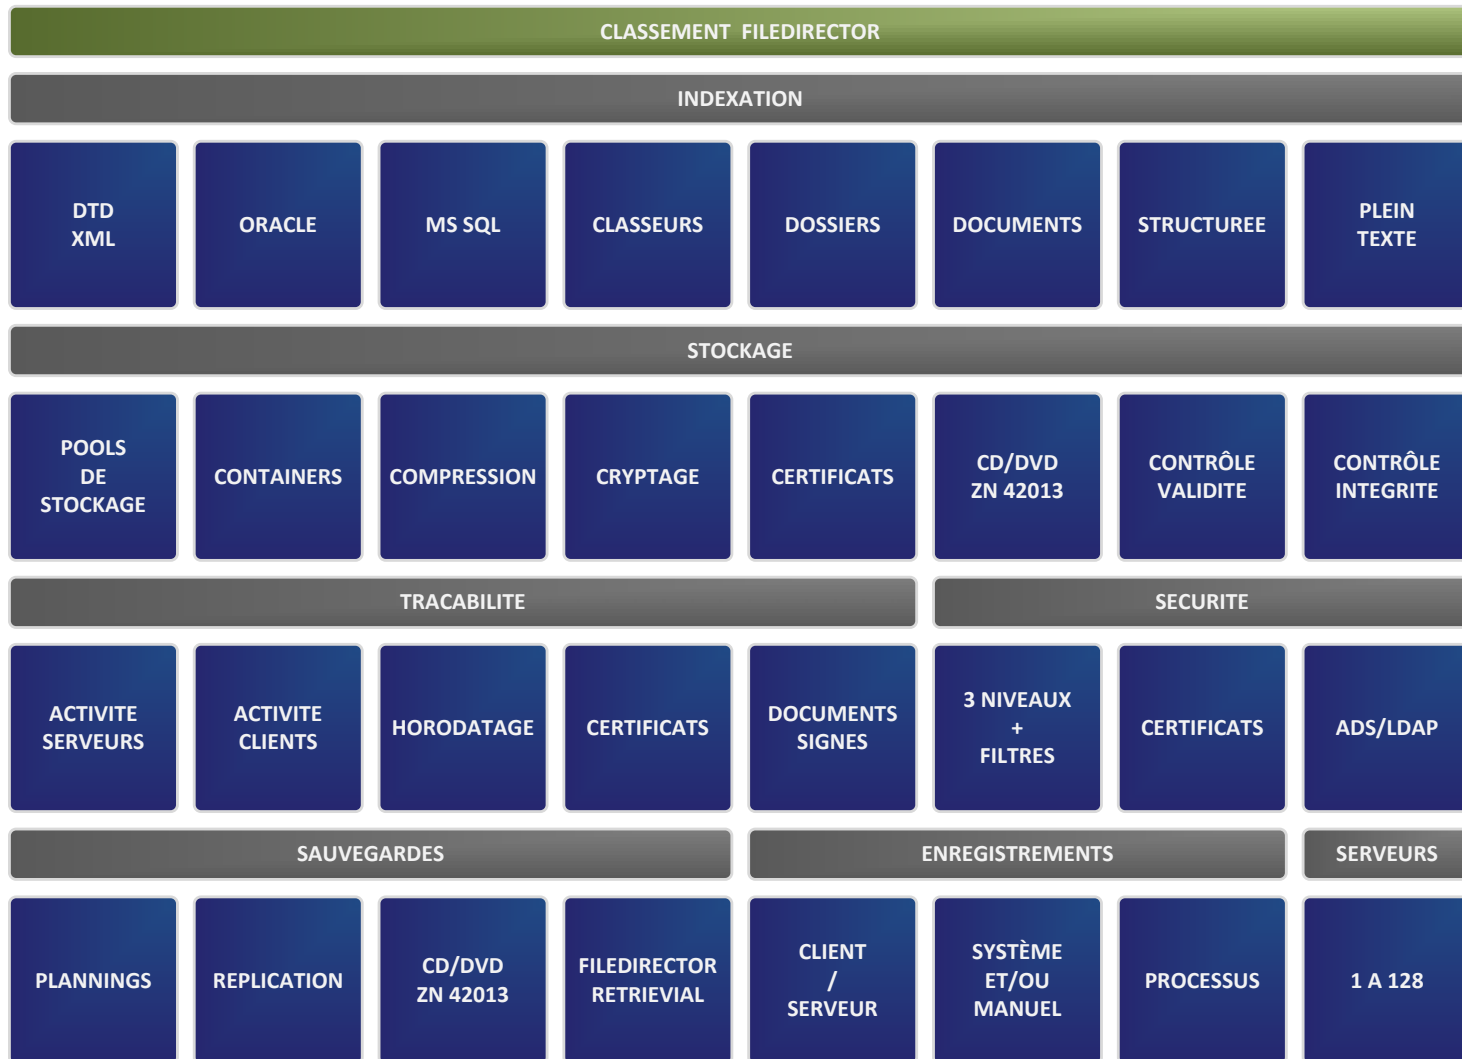 CLASSEMENT FILEDIRECTOR
INDEXATION
DTD
XML
ORACLE
MS SQL
CLASSEURS
DOSSIERS
DOCUMENTS
STRUCTUREE
PLEIN
TEXTE
STOCKAGE
POOLS
DE
STOCKAGE
CONTAINERS
COMPRESSION
CRYPTAGE
CERTIFICATS
CD/DVD
ZN 42013
CONTRÔLE
VALIDITE
CONTRÔLE
INTEGRITE
TRACABILITE
SECURITE
ACTIVITE
SERVEURS
ACTIVITE
CLIENTS
HORODATAGE
CERTIFICATS
DOCUMENTS
SIGNES
3 NIVEAUX
+
FILTRES
CERTIFICATS
ADS/LDAP
SAUVEGARDES
ENREGISTREMENTS
SERVEURS
PLANNINGS
REPLICATION
CD/DVD
ZN 42013
FILEDIRECTOR
RETRIEVIAL
CLIENT
/
SERVEUR
SYSTÈME
ET/OU
MANUEL
PROCESSUS
1 A 128